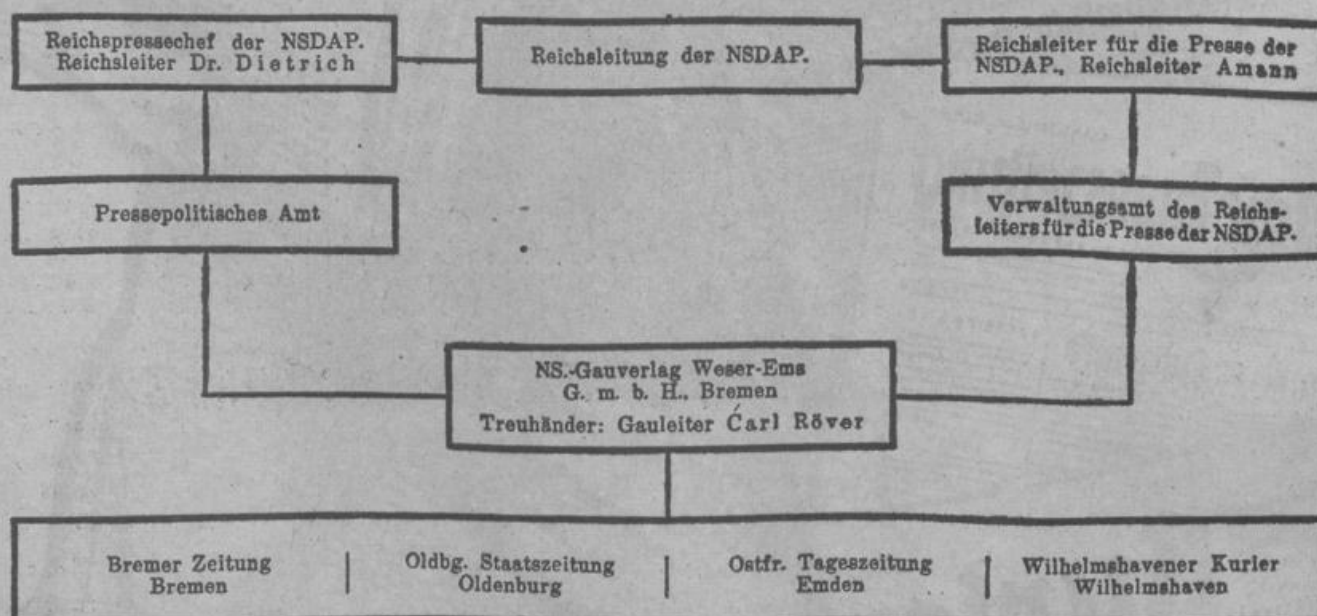 Reichspressechef der NSDAP.
Reichsleiter Dr. Dietrich
Reichsleitung der NSDAP.
Reichsleiter für die Presse der
NSDAP., Reichsleiter Amann
Pressepolitisches Amt
Verwaltungsamt des Reichs-
leiters für die Presse der NSDAP.
NS.-Gauverlag Weser-Ems
G. m. b. H., Bremen
Treuhänder: Gauleiter Carl Röver
Bremer Zeitung
Bremen
Oldbg. Staatszeitung
Oldenburg
Ostfr. Tageszeitung
Emden
Wilhelmshavener Kurier
Wilhelmshaven